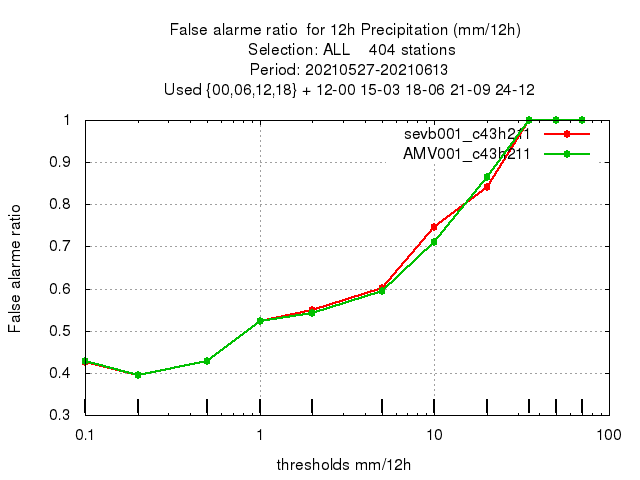 False alarme ratio  for 12h Precipitation (mm/12h)
Selection: ALL    404 stations
Period: 20210527-20210613
Used {00,06,12,18} + 12-00 15-03 18-06 21-09 24-12
sevb001_c43h211
AMV001_c43h211
1
0.9
0.8
0.7
0.6
0.5
0.4
0.3
False alarme ratio
0.1 1 10 100
thresholds mm/12h